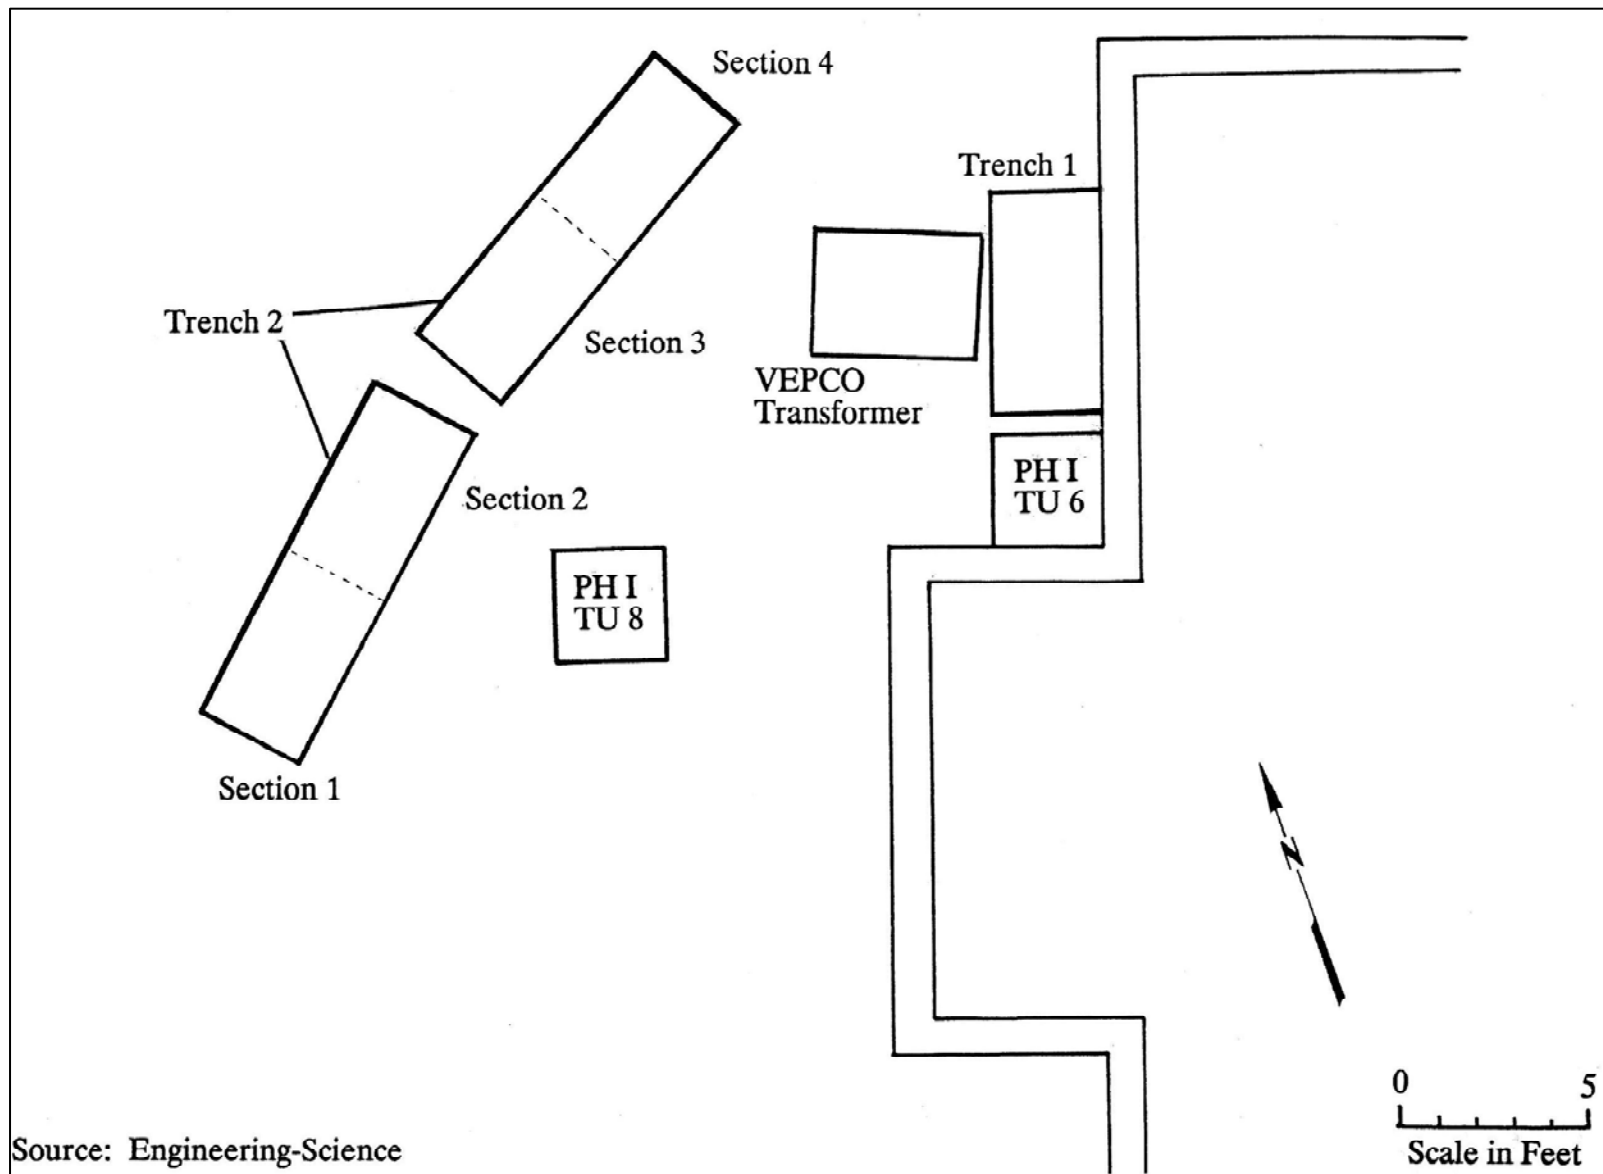 Section 4
Trench 1
Trench 2
Section 3
VEPCO
Transformer
PH I
TU 6
Section 2
PH I
TU 8
Section 1
N
0 5
Scale in Feet
Source: Engineering-Science